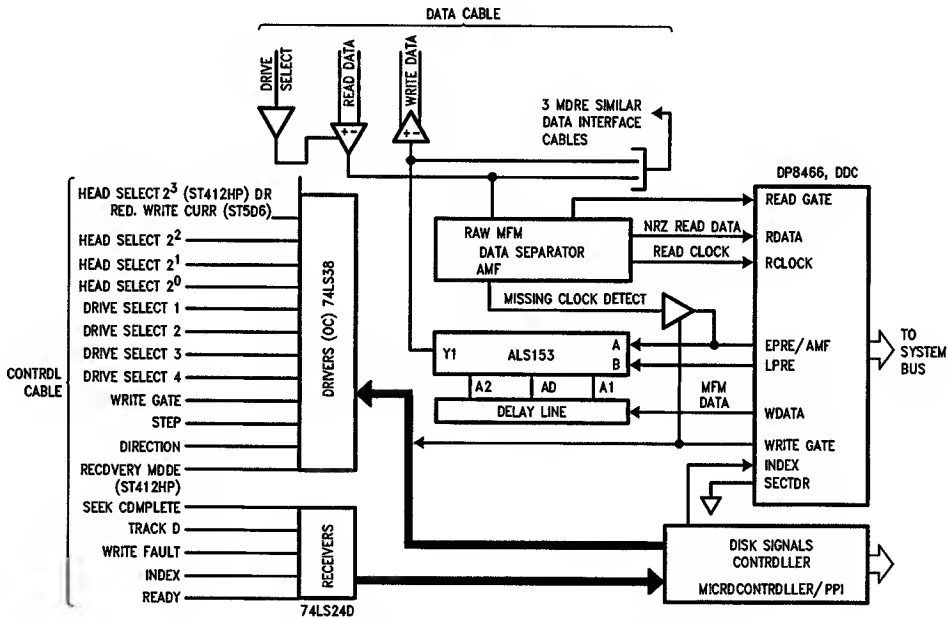 DATA CABLE
DRIVE
SELECT
READ DATA
WRITE DATA
3 MDRE SIMILAR
DATA INTERFACE
CABLES
DP8466, DDC
HEAD SELECT 2³ (ST412HP) DR
RED. WRITE CURR (ST5D6)
HEAD SELECT 2²
HEAD SELECT 2¹
HEAD SELECT 2⁰
DRIVE SELECT 1
DRIVE SELECT 2
DRIVE SELECT 3
DRIVE SELECT 4
WRITE GATE
STEP
DIRECTION
RECDVERY MDDE
(ST412HP)
SEEK COMPLETE
TRACK D
WRITE FAULT
INDEX
READY
CONTRDL
CABLE
DRIVERS (OC) 74LS38
RECEIVERS
74LS24D
RAW MFM
DATA SEPARATOR
AMF
NRZ READ DATA
READ CLOCK
MISSING CLOCK DETECT
Y1
ALS153
A
B
A2
AD
A1
DELAY LINE
MFM
DATA
READ GATE
RDATA
RCLOCK
EPRE/AMF
LPRE
WDATA
WRITE GATE
INDEX
SECTDR
TO
SYSTEM
BUS
DISK SIGNALS
CONTRDLLER
MICRDCONTRDLLER/PPI